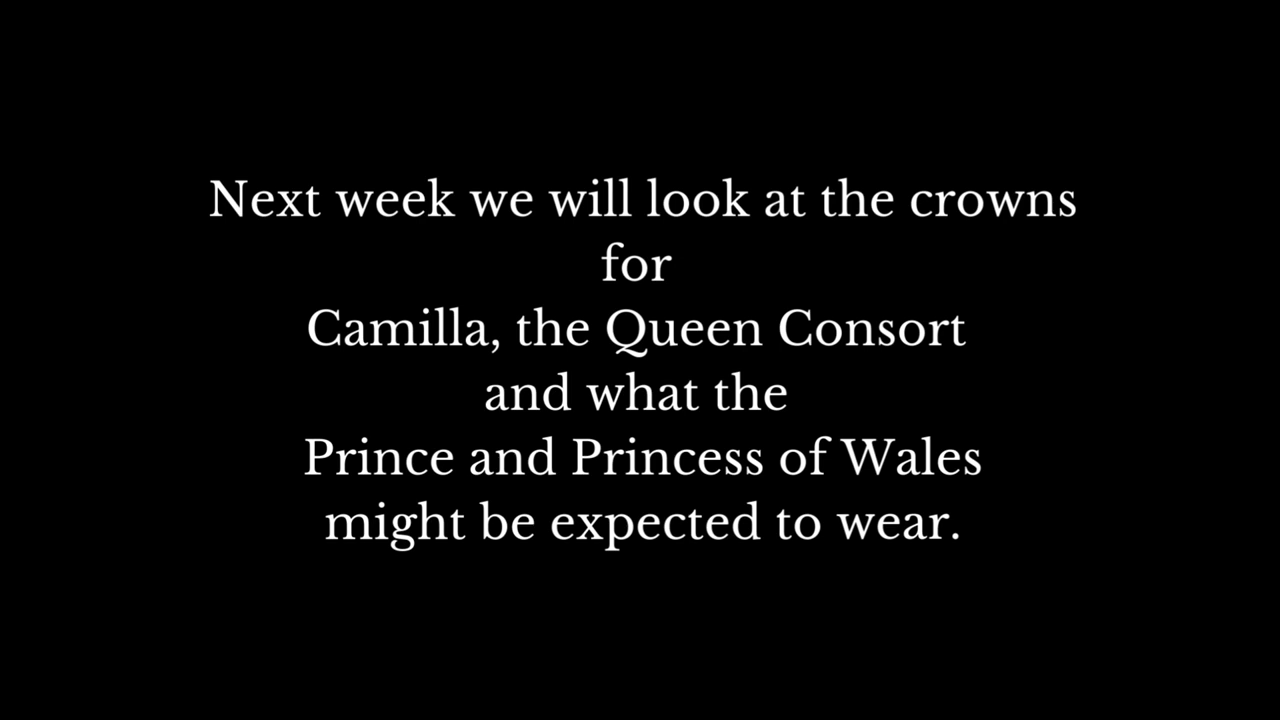 Next week we will look at the crowns
for
Camilla, the Queen Consort
and what the
Prince and Princess of Wales
might be expected to wear.